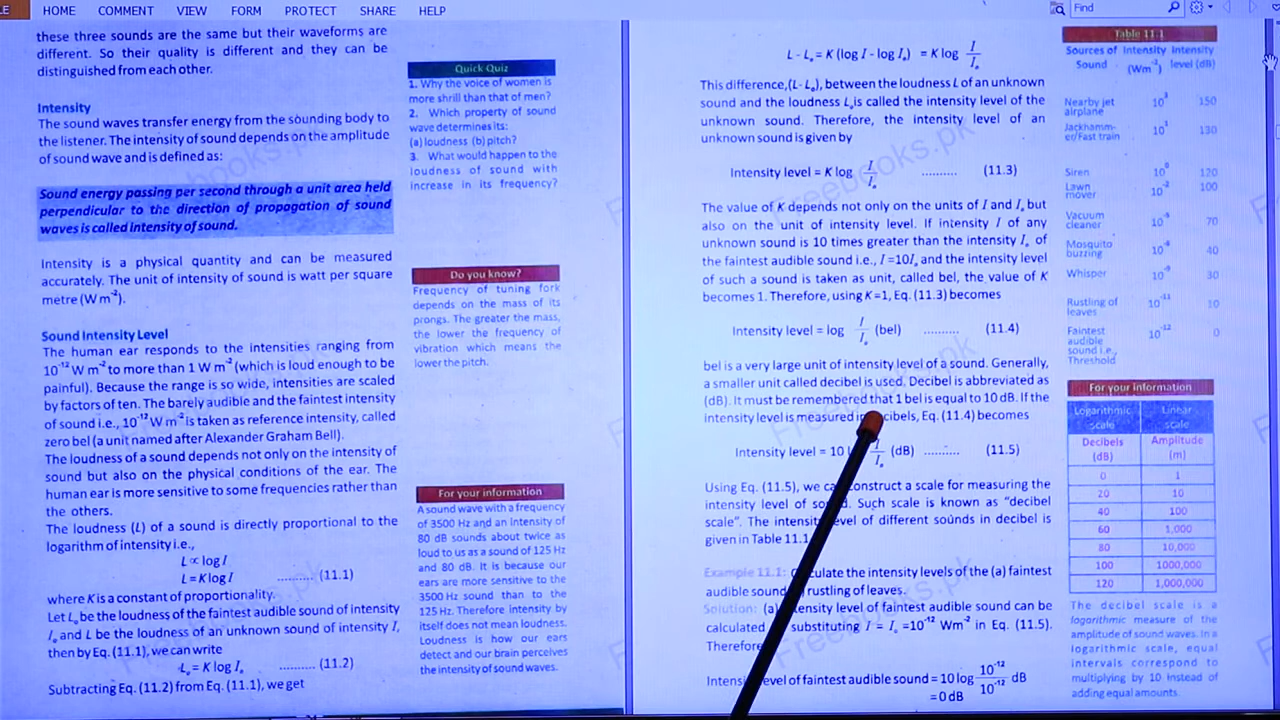 HOME COMMENT VIEW FORM PROTECT SHARE HELP
Find
these three sounds are the same but their waveforms are
different. So their quality is different and they can be
distinguished from each other.
Intensity
The sound waves transfer energy from the sounding body to
the listener. The intensity of sound depends on the amplitude
of sound wave and is defined as:
Sound energy passing per second through a unit area held
perpendicular to the direction of propagation of sound
waves is called intensity of sound.
Intensity is a physical quantity and can be measured
accurately. The unit of intensity of sound is watt per square
metre (W m⁻²).
Sound Intensity Level
The human ear responds to the intensities ranging from
10⁻¹² W m⁻² to more than 1 W m⁻² (which is loud enough to be
painful). Because the range is so wide, intensities are scaled
by factors of ten. The barely audible and the faintest intensity
of sound i.e., 10⁻¹² W m⁻² is taken as reference intensity, called
zero bel (a unit named after Alexander Graham Bell).
The loudness of a sound depends not only on the intensity of
sound but also on the physical conditions of the ear. The
human ear is more sensitive to some frequencies rather than
the others.
The loudness (L) of a sound is directly proportional to the
logarithm of intensity i.e.,
L ∝ log I
L = K log I .......... (11.1)
where K is a constant of proportionality.
Let L₀ be the loudness of the faintest audible sound of intensity
I₀ and L be the loudness of an unknown sound of intensity I,
then by Eq. (11.1), we can write
L₀ = K log I₀ .......... (11.2)
Subtracting Eq. (11.2) from Eq. (11.1), we get
Quick Quiz
1. Why the voice of women is
more shrill than that of men?
2. Which property of sound
wave determines its:
(a) loudness (b) pitch?
3. What would happen to the
loudness of sound with
increase in its frequency?
Do you know?
Frequency of tuning fork
depends on the mass of its
prongs. The greater the mass,
the lower the frequency of
vibration which means the
lower the pitch.
For your information
A sound wave with a frequency
of 3500 Hz and an intensity of
80 dB sounds about twice as
loud to us as a sound of 125 Hz
and 80 dB. It is because our
ears are more sensitive to the
3500 Hz sound than to the
125 Hz. Therefore intensity by
itself does not mean loudness.
Loudness is how our ears
detect and our brain perceives
the intensity of sound waves.
L - L₀ = K (log I - log I₀) = K log I/I₀
This difference, (L - L₀), between the loudness L of an unknown
sound and the loudness L₀ is called the intensity level of the
unknown sound. Therefore, the intensity level of an
unknown sound is given by
Intensity level = K log I/I₀ .......... (11.3)
The value of K depends not only on the units of I and I₀ but
also on the unit of intensity level. If intensity I of any
unknown sound is 10 times greater than the intensity I₀ of
the faintest audible sound i.e., I = 10I₀ and the intensity level
of such a sound is taken as unit, called bel, the value of K
becomes 1. Therefore, using K=1, Eq. (11.3) becomes
Intensity level = log I/I₀ (bel) .......... (11.4)
bel is a very large unit of intensity level of a sound. Generally,
a smaller unit called decibel is used. Decibel is abbreviated as
(dB). It must be remembered that 1 bel is equal to 10 dB. If the
intensity level is measured in cibels, Eq. (11.4) becomes
Intensity level = 10 I/I₀ (dB) .......... (11.5)
Using Eq. (11.5), we ca construct a scale for measuring the
intensity level of so d. Such scale is known as "decibel
scale". The intensit evel of different sounds in decibel is
given in Table 11.1
Example 11.1: C culate the intensity levels of the (a) faintest
audible sound rustling of leaves.
Solution: (a) ensity level of faintest audible sound can be
calculated substituting I = I₀ = 10⁻¹² Wm⁻² in Eq. (11.5).
Therefore
Intens level of faintest audible sound = 10 log 10⁻¹²/10⁻¹² dB
= 0 dB
Table 11.1
Sources of Sound Intensity (Wm⁻²) Intensity level (dB)
Nearby jet airplane 10³ 150
Jackhamm-er/Fast train 10¹ 130
Siren 10⁰ 120
Lawn mover 10⁻² 100
Vacuum cleaner 10⁻⁵ 70
Mosquito buzzing 10⁻⁸ 40
Whisper 10⁻⁹ 30
Rustling of leaves 10⁻¹¹ 10
Faintest audible sound i.e., Threshold 10⁻¹² 0
For your information
Logarithmic scale Linear scale
Decibels (dB) Amplitude (m)
0 1
20 10
40 100
60 1,000
80 10,000
100 1000,000
120 1,000,000
The decibel scale is a
logarithmic measure of the
amplitude of sound waves. In a
logarithmic scale, equal
intervals correspond to
multiplying by 10 instead of
adding equal amounts.
Freebooks.pk